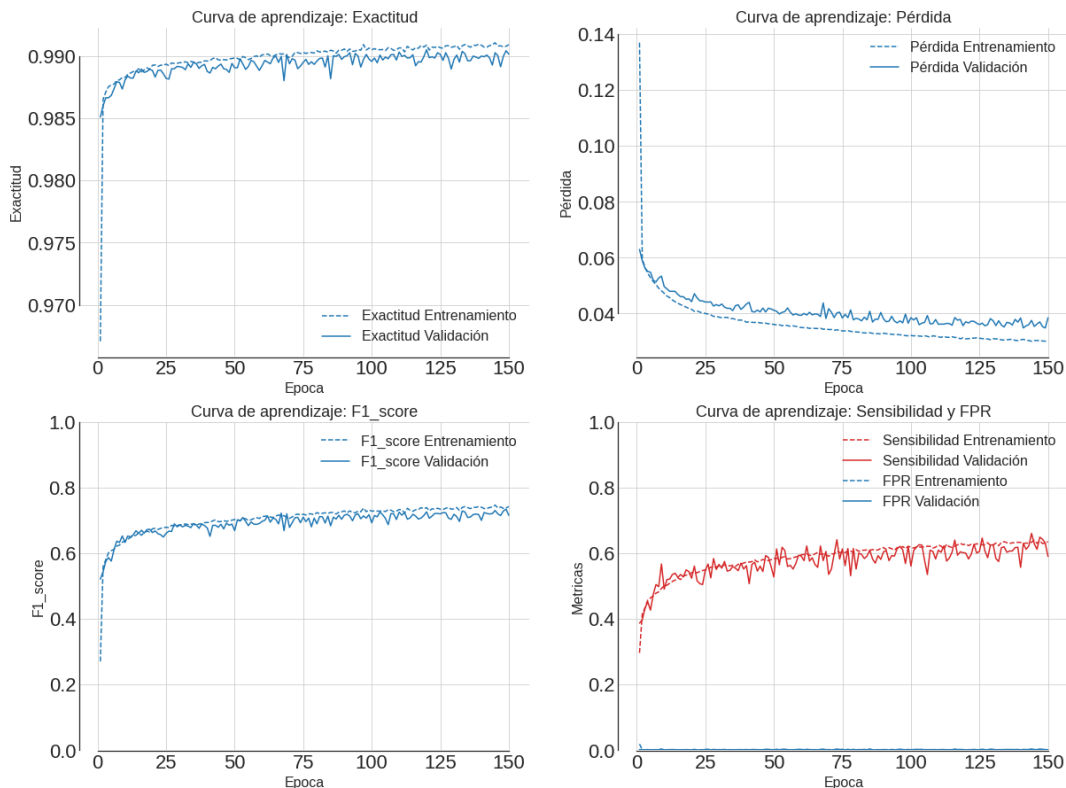 Curva de aprendizaje: Exactitud
0.990
0.985
0.980
0.975
0.970
Exactitud
Exactitud Entrenamiento
Exactitud Validación
0
25
50
75
100
125
150
Epoca
Curva de aprendizaje: Pérdida
0.14
0.12
0.10
0.08
0.06
0.04
Pérdida
Pérdida Entrenamiento
Pérdida Validación
0
25
50
75
100
125
150
Epoca
Curva de aprendizaje: F1_score
1.0
0.8
0.6
0.4
0.2
0.0
F1_score
F1_score Entrenamiento
F1_score Validación
0
25
50
75
100
125
150
Epoca
Curva de aprendizaje: Sensibilidad y FPR
1.0
0.8
0.6
0.4
0.2
0.0
Metricas
Sensibilidad Entrenamiento
Sensibilidad Validación
FPR Entrenamiento
FPR Validación
0
25
50
75
100
125
150
Epoca